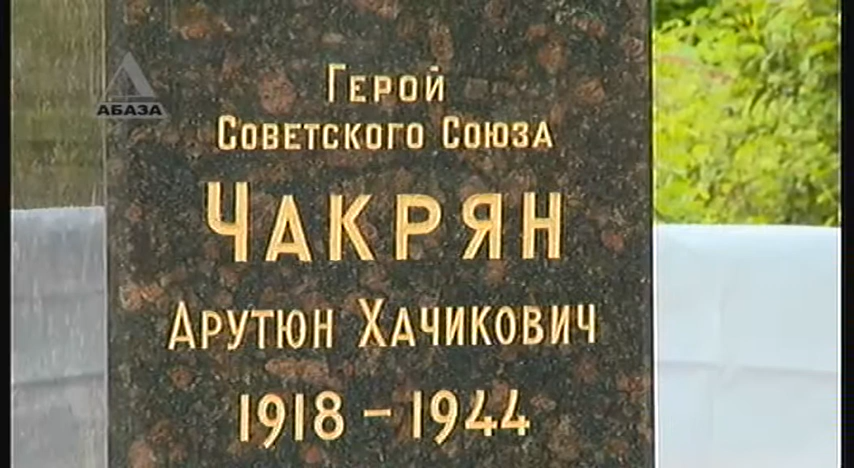 АБАЗА
Герой
Советского Союза
Чакрян
Арутюн Хачикович
1918 – 1944